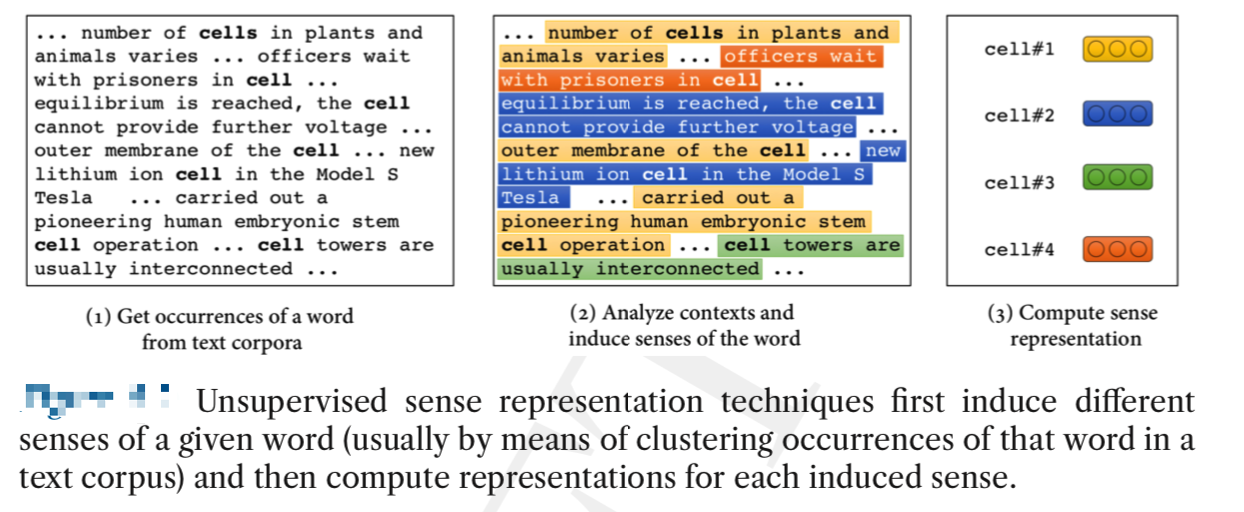 ... number of cells in plants and
animals varies ... officers wait
with prisoners in cell ...
equilibrium is reached, the cell
cannot provide further voltage ...
outer membrane of the cell ... new
lithium ion cell in the Model S
Tesla ... carried out a
pioneering human embryonic stem
cell operation ... cell towers are
usually interconnected ...
(1) Get occurrences of a word
from text corpora
... number of cells in plants and
animals varies ... officers wait
with prisoners in cell ...
equilibrium is reached, the cell
cannot provide further voltage ...
outer membrane of the cell ... new
lithium ion cell in the Model S
Tesla ... carried out a
pioneering human embryonic stem
cell operation ... cell towers are
usually interconnected ...
(2) Analyze contexts and
induce senses of the word
cell#1
cell#2
cell#3
cell#4
(3) Compute sense
representation
Unsupervised sense representation techniques first induce different
senses of a given word (usually by means of clustering occurrences of that word in a
text corpus) and then compute representations for each induced sense.